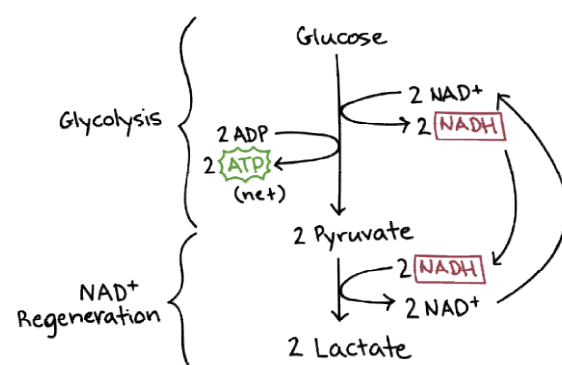 Glucose
Glycolysis
2 NAD+
2 NADH
2 ADP
2 ATP
(net)
2 Pyruvate
NAD+
Regeneration
2 NADH
2 NAD+
2 Lactate